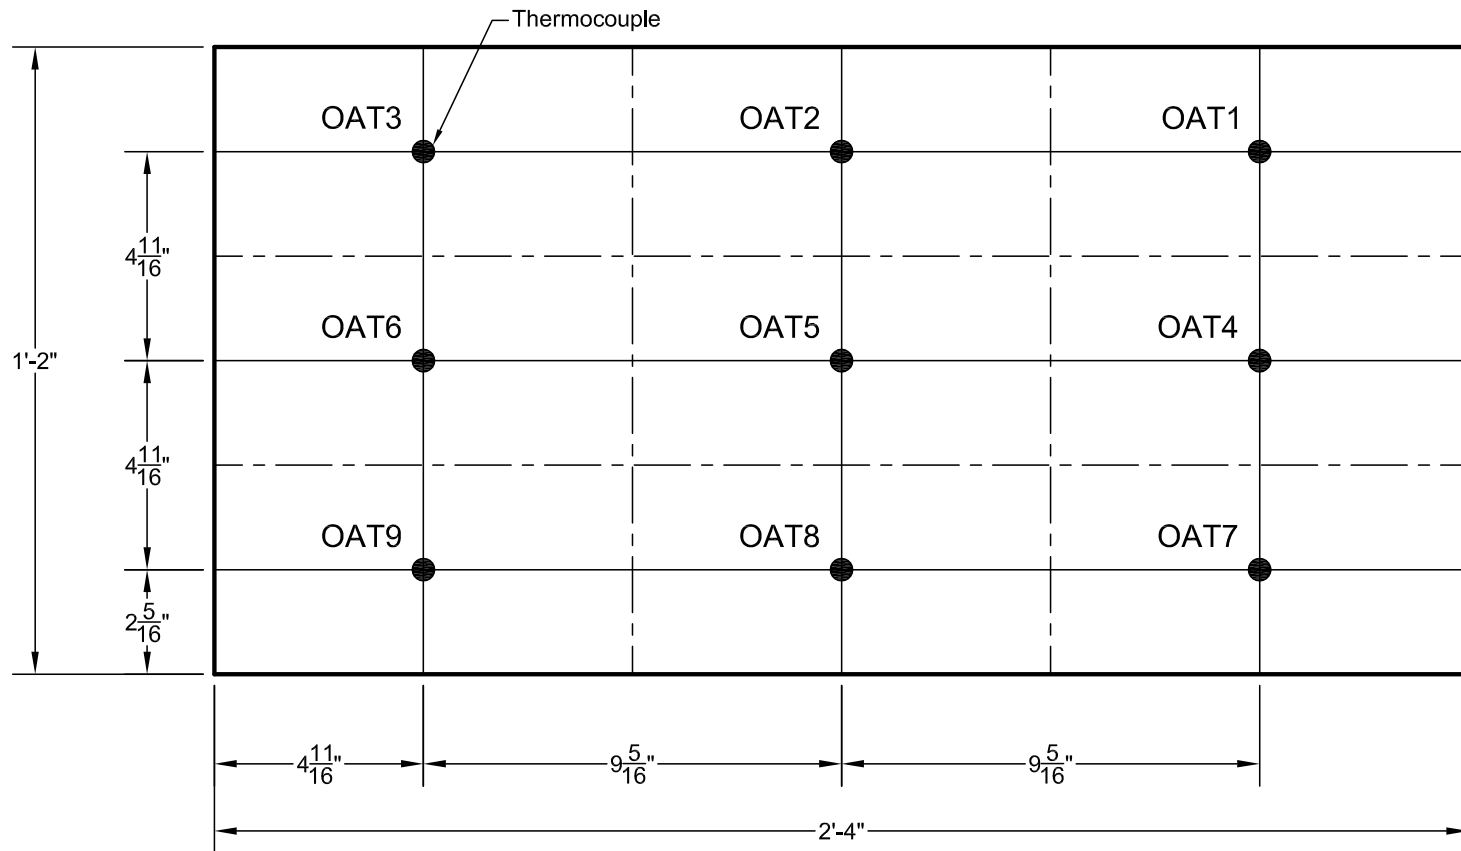 Thermocouple
OAT3 OAT2 OAT1
4 11/16"
OAT6 OAT5 OAT4
1'-2"
4 11/16"
OAT9 OAT8 OAT7
2 5/16"
4 11/16" 9 5/16" 9 5/16"
2'-4"